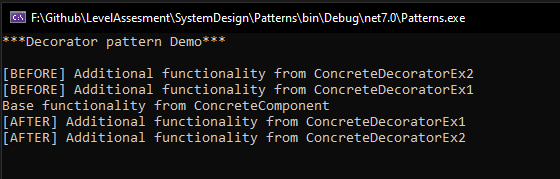 F:\Github\LevelAssesment\SystemDesign\Patterns\bin\Debug\net7.0\Patterns.exe
***Decorator pattern Demo***
[BEFORE] Additional functionality from ConcreteDecoratorEx2
[BEFORE] Additional functionality from ConcreteDecoratorEx1
Base functionality from ConcreteComponent
[AFTER] Additional functionality from ConcreteDecoratorEx1
[AFTER] Additional functionality from ConcreteDecoratorEx2